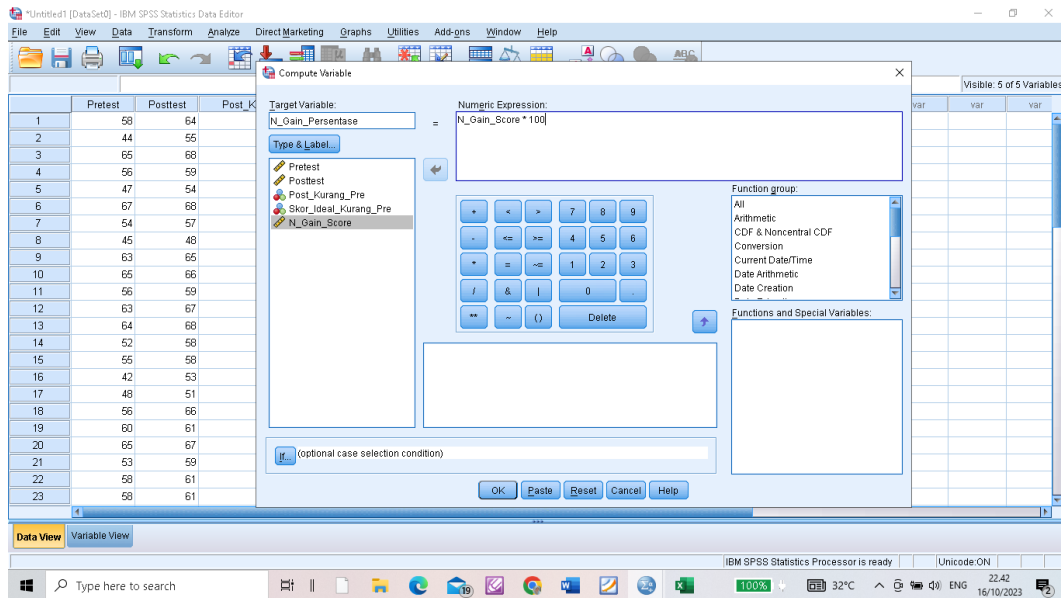 *Untitled1 [DataSet0] - IBM SPSS Statistics Data Editor
File Edit View Data Transform Analyze Direct Marketing Graphs Utilities Add-ons Window Help
Compute Variable
Visible: 5 of 5 Variables
Pretest Posttest Post_K var var var
1 58 64
2 44 55
3 65 68
4 56 59
5 47 54
6 67 68
7 54 57
8 45 48
9 63 65
10 65 66
11 56 59
12 63 67
13 64 68
14 52 58
15 55 58
16 42 53
17 48 51
18 56 66
19 60 61
20 65 67
21 53 59
22 58 61
23 58 61
Target Variable:
N_Gain_Persentase
=
Numeric Expression:
N_Gain_Score * 100
Type & Label...
Pretest
Posttest
Post_Kurang_Pre
Skor_Ideal_Kurang_Pre
N_Gain_Score
+ < > 7 8 9
- <= >= 4 5 6
* = ~= 1 2 3
/ & | 0 .
** ~ () Delete
Function group:
All
Arithmetic
CDF & Noncentral CDF
Conversion
Current Date/Time
Date Arithmetic
Date Creation
Functions and Special Variables:
If... (optional case selection condition)
OK Paste Reset Cancel Help
Data View Variable View
IBM SPSS Statistics Processor is ready Unicode:ON
Type here to search
19
100% 32°C ENG 22.42
16/10/2023